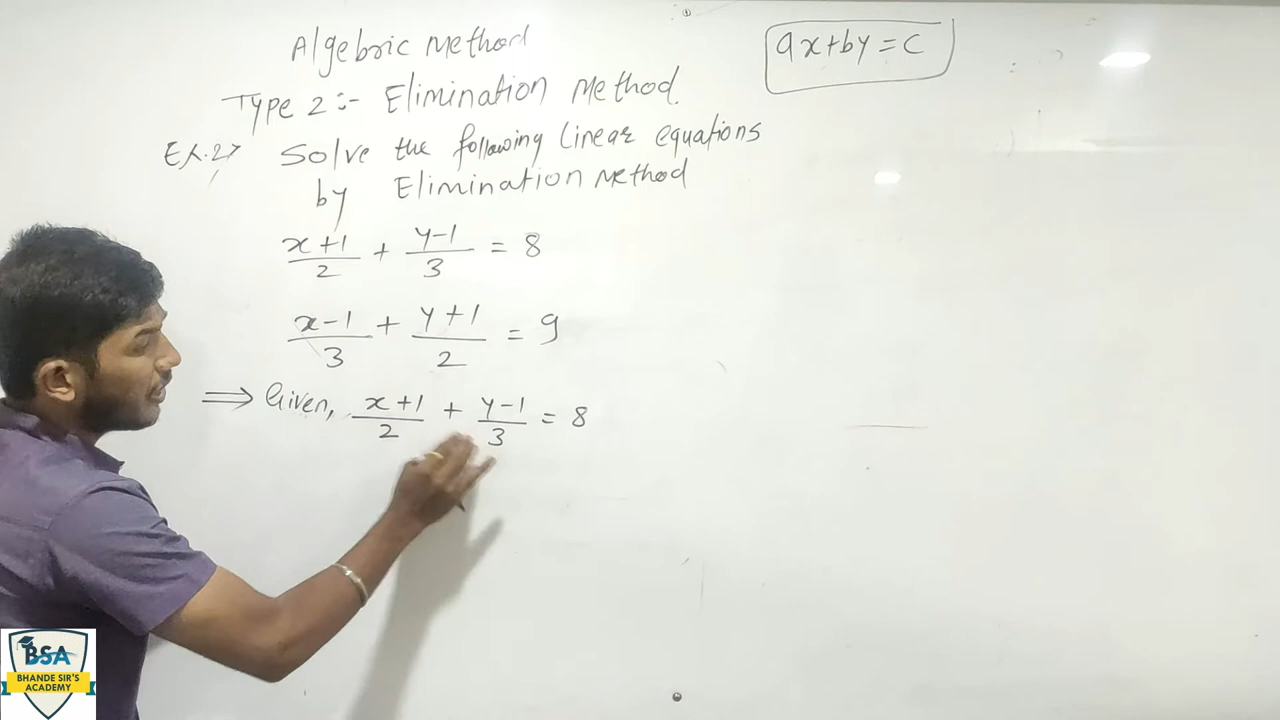 Algebric Method
ax+by=c
Type 2:- Elimination Method.
Ex.2> Solve the following Linear equations
by Elimination Method
x+1/2 + y-1/3 = 8
x-1/3 + y+1/2 = 9
⇒ Given, x+1/2 + y-1/3 = 8
BSA
BHANDE SIR'S
ACADEMY